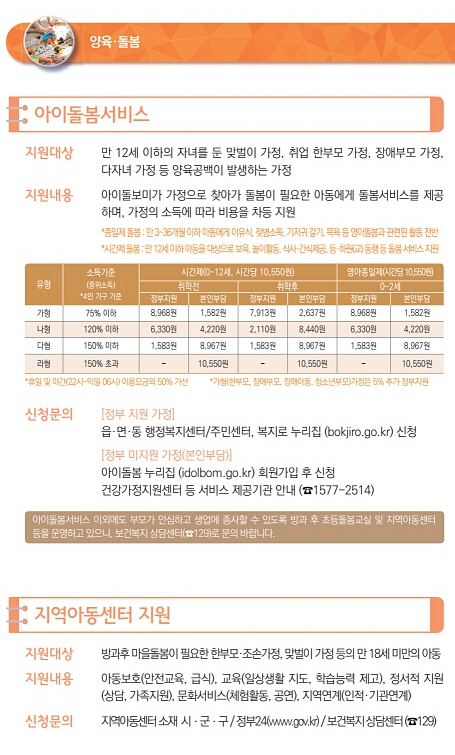 양육·돌봄
아이돌봄서비스
지원대상 만 12세 이하의 자녀를 둔 맞벌이 가정, 취업 한부모 가정, 장애부모 가정,
다자녀 가정 등 양육공백이 발생하는 가정
지원내용 아이돌보미가 가정으로 찾아가 돌봄이 필요한 아동에게 돌봄서비스를 제공
하며, 가정의 소득에 따라 비용을 차등 지원
*종일제 돌봄 : 만 3~36개월 이하 아동에게 이유식, 젖병소독, 기저귀 갈기, 목욕 등 영아돌봄과 관련된 활동 전반
*시간제 돌봄 : 만 12세 이하 아동을 대상으로 보육, 놀이활동, 식사·간식제공, 등·하원(교) 동행 등 돌봄 서비스 지원
유형 소득기준 (중위소득) *4인 가구 기준 시간제(0~12세, 시간당 10,550원) 영아종일제(시간당 10,550원)
취학전 취학후 0~2세
정부지원 본인부담 정부지원 본인부담 정부지원 본인부담
가형 75% 이하 8,968원 1,582원 7,913원 2,637원 8,968원 1,582원
나형 120% 이하 6,330원 4,220원 2,110원 8,440원 6,330원 4,220원
다형 150% 이하 1,583원 8,967원 1,583원 8,967원 1,583원 8,967원
라형 150% 초과 - 10,550원 - 10,550원 - 10,550원
*휴일 및 야간(22시~익일 06시) 이용요금의 50% 가산 *가형(한부모, 장애부모, 장애아동, 청소년부모)가정은 5% 추가 정부지원
신청문의 [정부 지원 가정]
읍·면·동 행정복지센터/주민센터, 복지로 누리집 (bokjiro.go.kr) 신청
[정부 미지원 가정(본인부담)]
아이돌봄 누리집 (idolbom.go.kr) 회원가입 후 신청
건강가정지원센터 등 서비스 제공기관 안내 (☎1577-2514)
아이돌봄서비스 이외에도 부모가 안심하고 생업에 종사할 수 있도록 방과 후 초등돌봄교실 및 지역아동센터
등을 운영하고 있으니, 보건복지 상담센터(☎129)로 문의 바랍니다.
지역아동센터 지원
지원대상 방과후 마을돌봄이 필요한 한부모·조손가정, 맞벌이 가정 등의 만 18세 미만의 아동
지원내용 아동보호(안전교육, 급식), 교육(일상생활 지도, 학습능력 제고), 정서적 지원
(상담, 가족지원), 문화서비스(체험활동, 공연), 지역연계(인적·기관연계)
신청문의 지역아동센터 소재 시·군·구 / 정부24(www.gov.kr) / 보건복지 상담센터 (☎129)